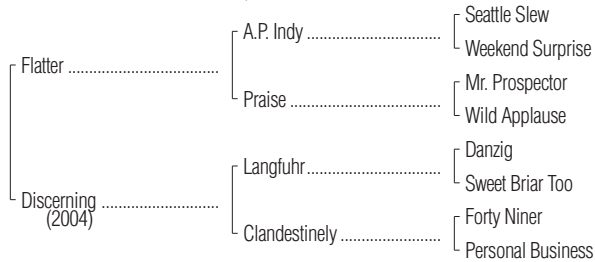 Seattle Slew
A.P. Indy ..............................
Weekend Surprise
Flatter ..................................
Mr. Prospector
Praise ..................................
Wild Applause
Danzig
Langfuhr..............................
Sweet Briar Too
Discerning ..........................
(2004)
Forty Niner
Clandestinely ......................
Personal Business